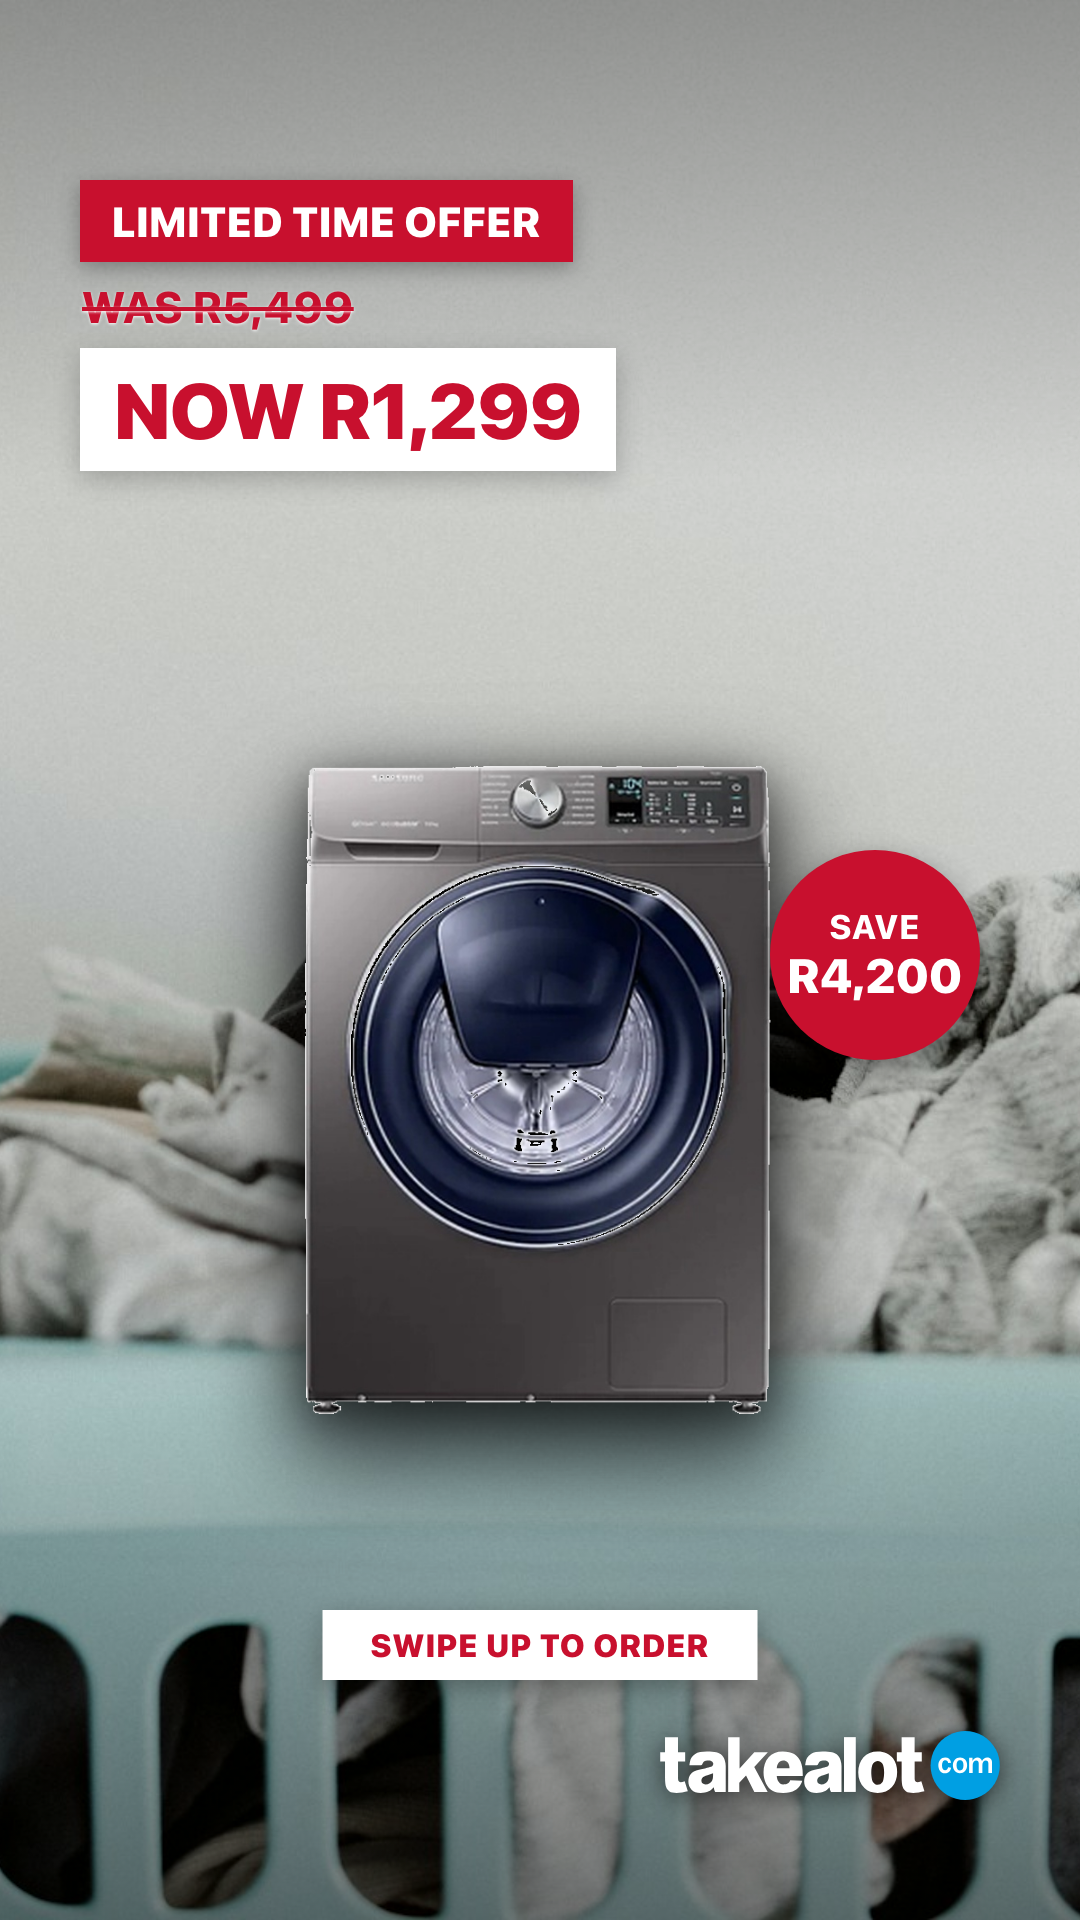 LIMITED TIME OFFER
WAS R5,499
NOW R1,299
SAVE
R4,200
SWIPE UP TO ORDER
takealot com